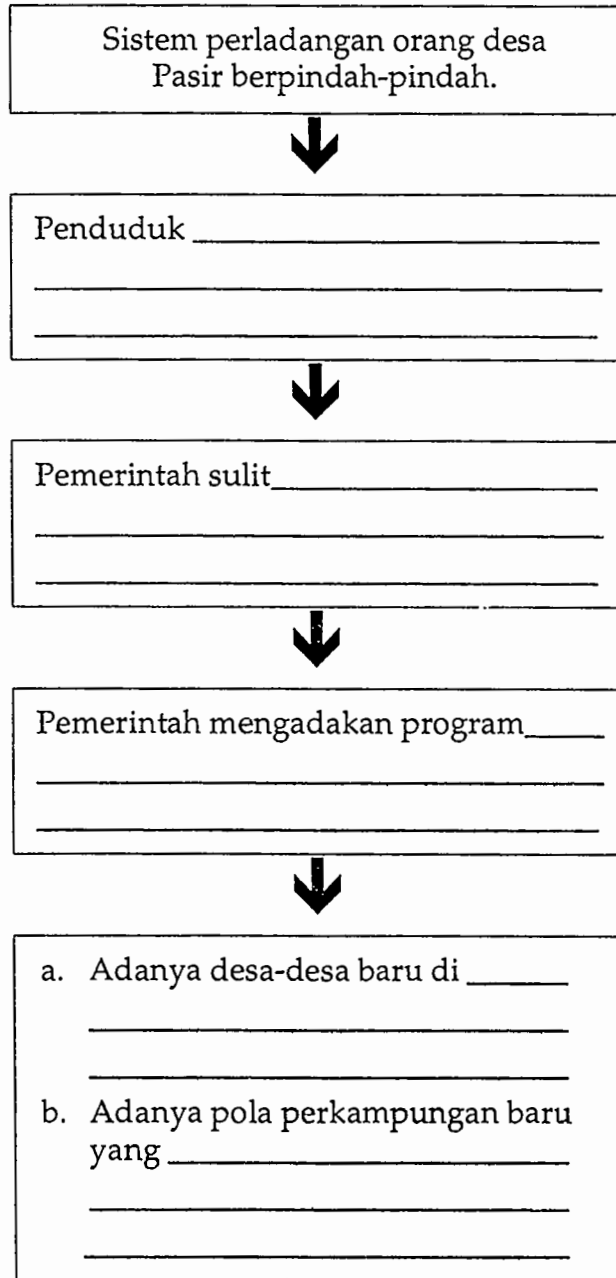 Sistem perladangan orang desa
Pasir berpindah-pindah.
Penduduk
Pemerintah sulit
Pemerintah mengadakan program
a. Adanya desa-desa baru di
b. Adanya pola perkampungan baru
yang